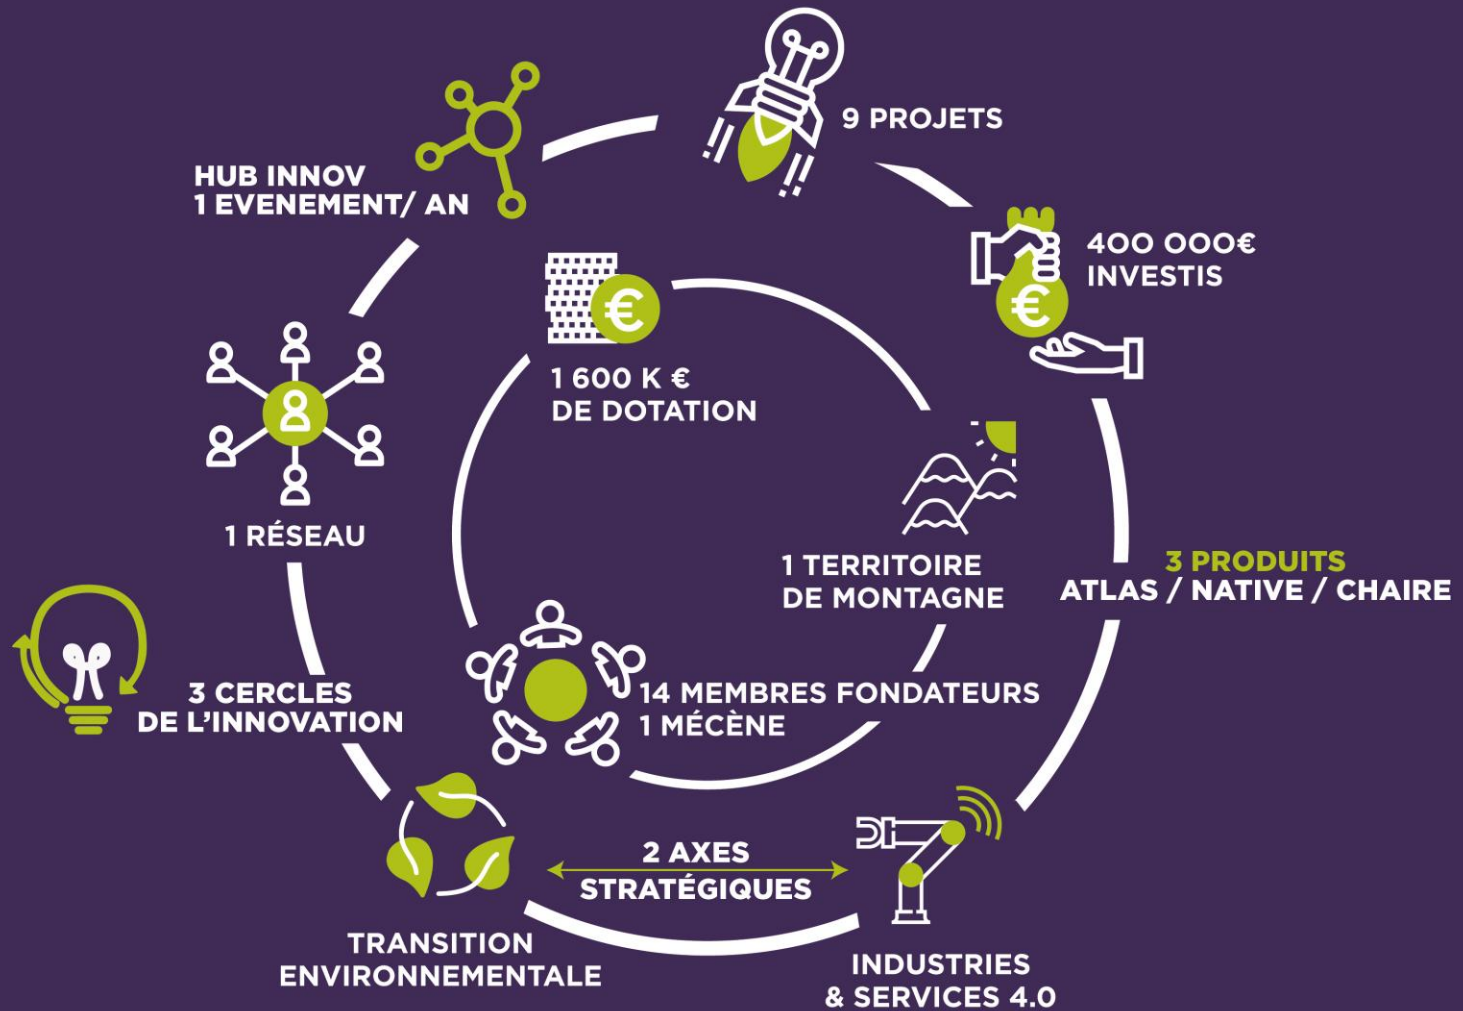 9 PROJETS
HUB INNOV
1 EVENEMENT/ AN
400 000€
INVESTIS
€
€
1 600 K €
DE DOTATION
1 RÉSEAU
1 TERRITOIRE
DE MONTAGNE
3 PRODUITS
ATLAS / NATIVE / CHAIRE
3 CERCLES
DE L'INNOVATION
14 MEMBRES FONDATEURS
1 MÉCÈNE
2 AXES
STRATÉGIQUES
TRANSITION
ENVIRONNEMENTALE
INDUSTRIES
& SERVICES 4.0